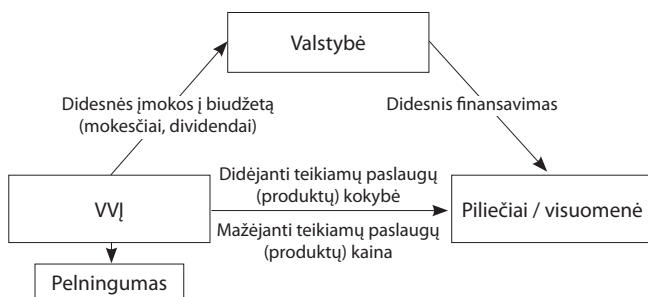 Valstybė
Didesnės įmokos į biudžetą
(mokesčiai, dividendai)
Didesnis finansavimas
VVĮ
Didėjanti teikiamų paslaugų
(produktų) kokybė
Mažėjanti teikiamų paslaugų
(produktų) kaina
Piliečiai / visuomenė
Pelningumas